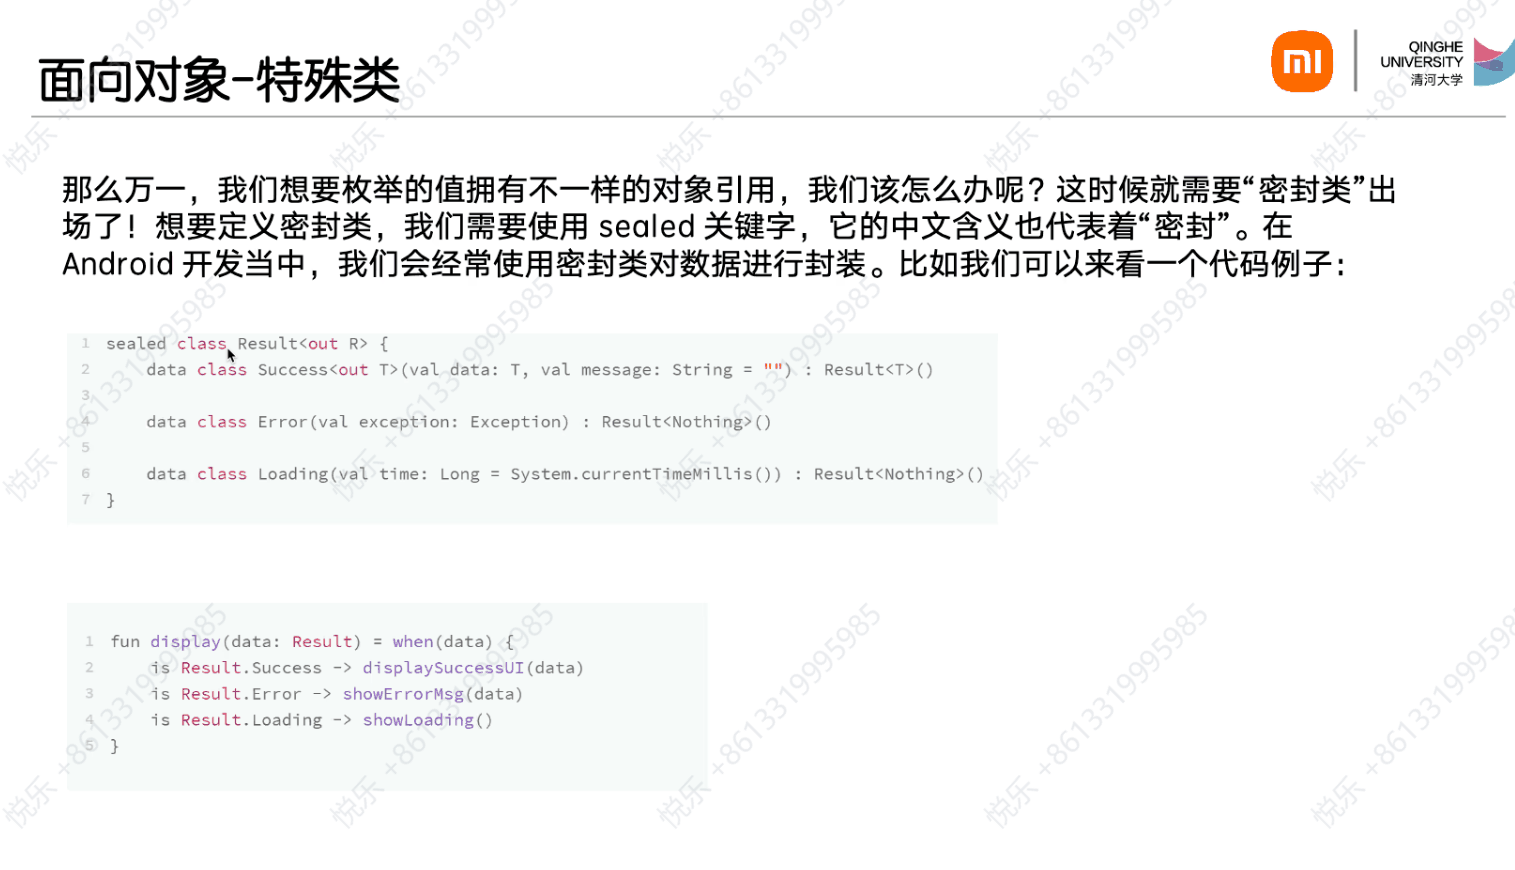 面向对象-特殊类
mi
QINGHE
UNIVERSITY
清河大学
那么万一，我们想要枚举的值拥有不一样的对象引用，我们该怎么办呢？这时候就需要“密封类”出
场了！想要定义密封类，我们需要使用 sealed 关键字，它的中文含义也代表着“密封”。在
Android 开发当中，我们会经常使用密封类对数据进行封装。比如我们可以来看一个代码例子：
1 sealed class Result<out R> {
2     data class Success<out T>(val data: T, val message: String = "") : Result<T>()
3
4     data class Error(val exception: Exception) : Result<Nothing>()
5
6     data class Loading(val time: Long = System.currentTimeMillis()) : Result<Nothing>()
7 }
1 fun display(data: Result) = when(data) {
2     is Result.Success -> displaySuccessUI(data)
3     is Result.Error -> showErrorMsg(data)
4     is Result.Loading -> showLoading()
5 }
悦乐 +8613319995985